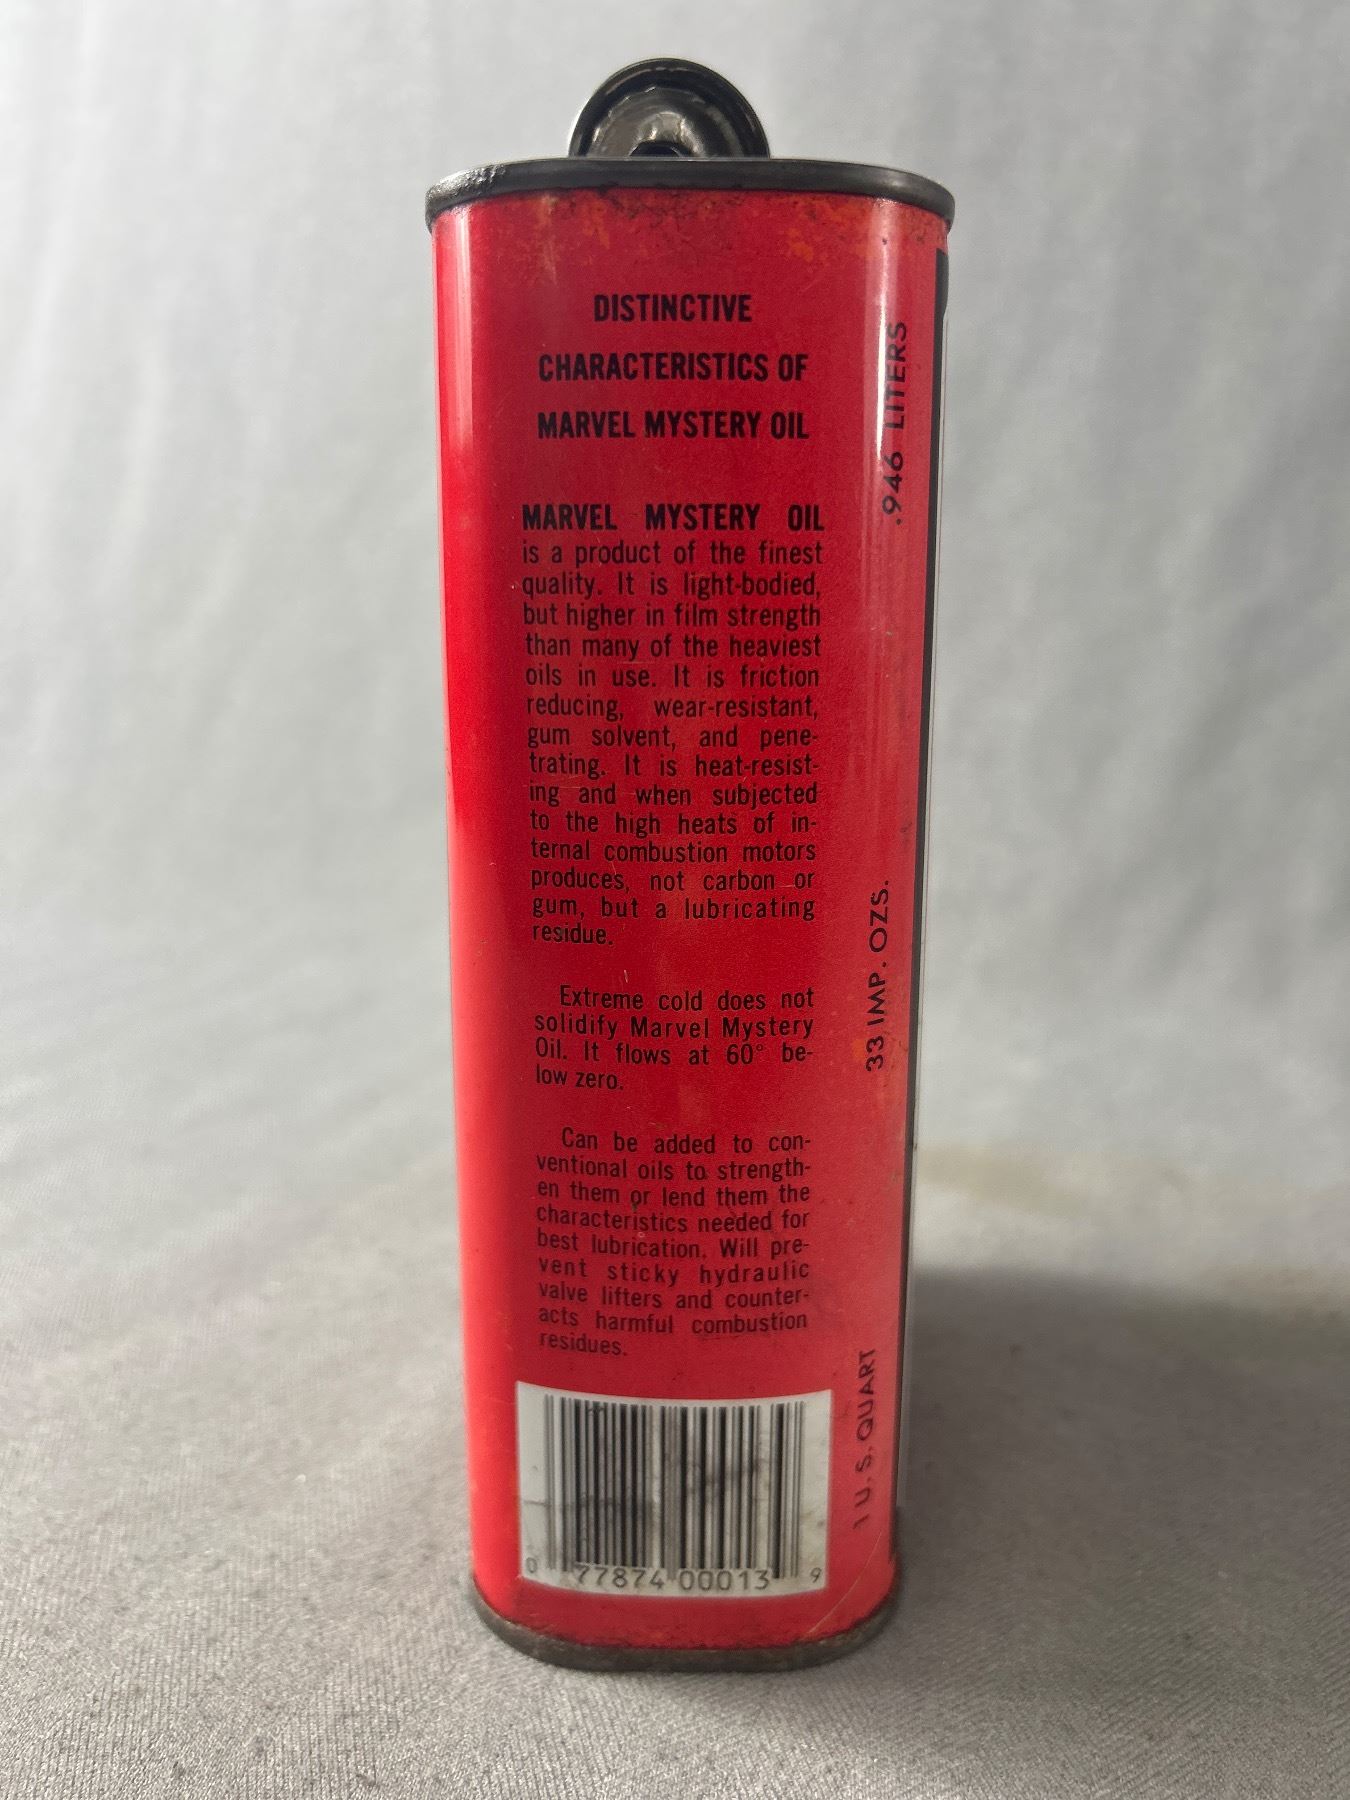 DISTINCTIVE
CHARACTERISTICS OF
MARVEL MYSTERY OIL
MARVEL MYSTERY OIL
is a product of the finest
quality. It is light-bodied,
but higher in film strength
than many of the heaviest
oils in use. It is friction
reducing, wear-resistant,
gum solvent, and pene-
trating. It is heat-resist-
ing and when subjected
to the high heats of in-
ternal combustion motors
produces, not carbon or
gum, but a lubricating
residue.
Extreme cold does not
solidify Marvel Mystery
Oil. It flows at 60° be-
low zero.
Can be added to con-
ventional oils to strength-
en them or lend them the
characteristics needed for
best lubrication. Will pre-
vent sticky hydraulic
valve lifters and counter-
acts harmful combustion
residues.
0 77874 00013 9
1 U.S. QUART
33 IMP. OZS.
.946 LITERS